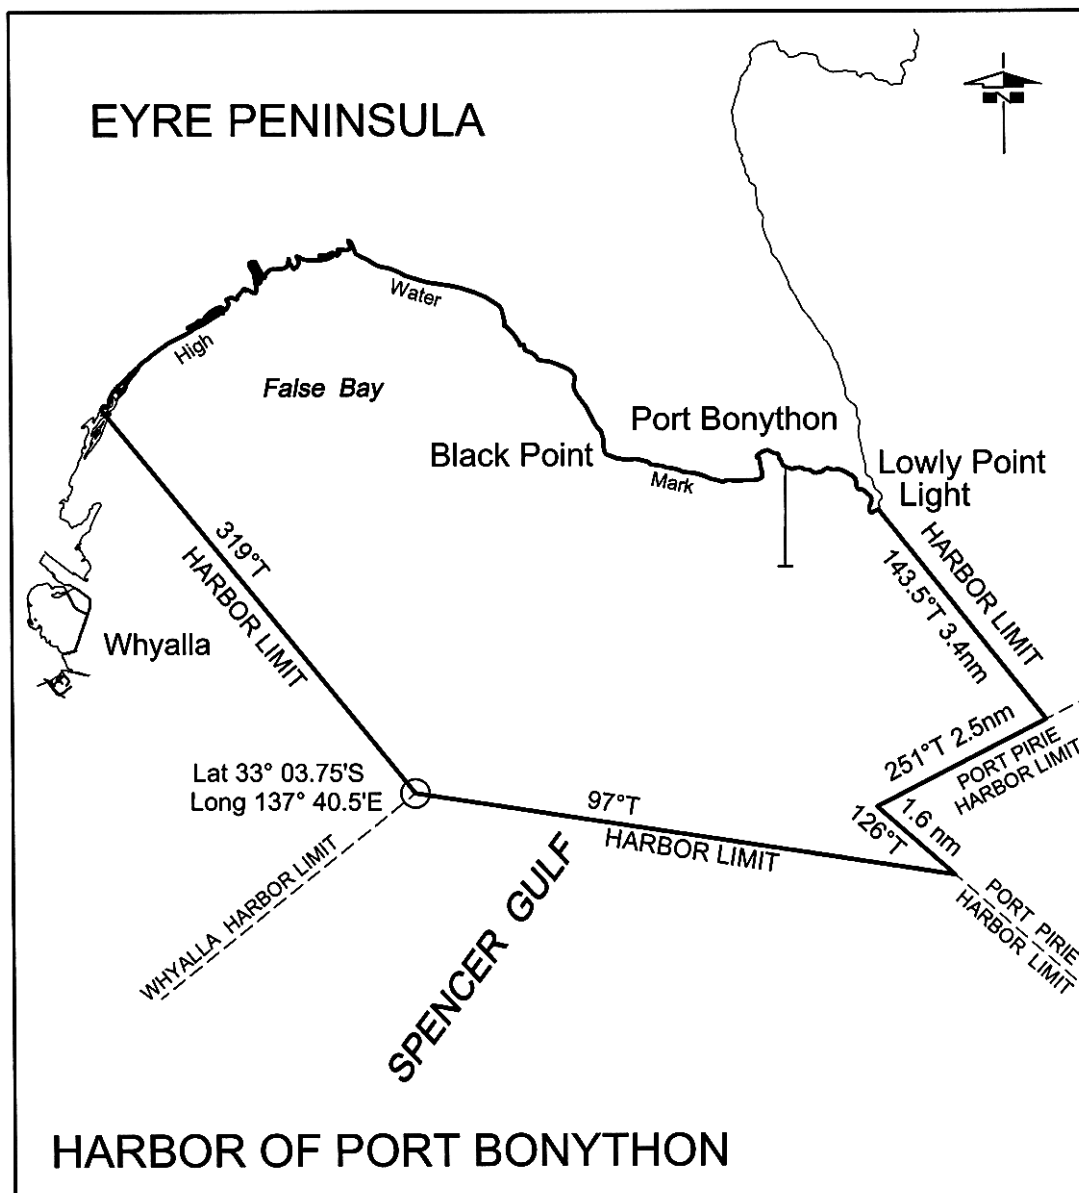 EYRE PENINSULA
N
Water
High
False Bay
Port Bonython
Black Point
Mark
Lowly Point
Light
319°T
HARBOR LIMIT
HARBOR LIMIT
143.5°T 3.4nm
Whyalla
251°T 2.5nm
PORT PIRIE
HARBOR LIMIT
Lat 33° 03.75'S
Long 137° 40.5'E
97°T
HARBOR LIMIT
1.6 nm
126°T
WHYALLA HARBOR LIMIT
SPENCER GULF
PORT PIRIE
HARBOR LIMIT
HARBOR OF PORT BONYTHON